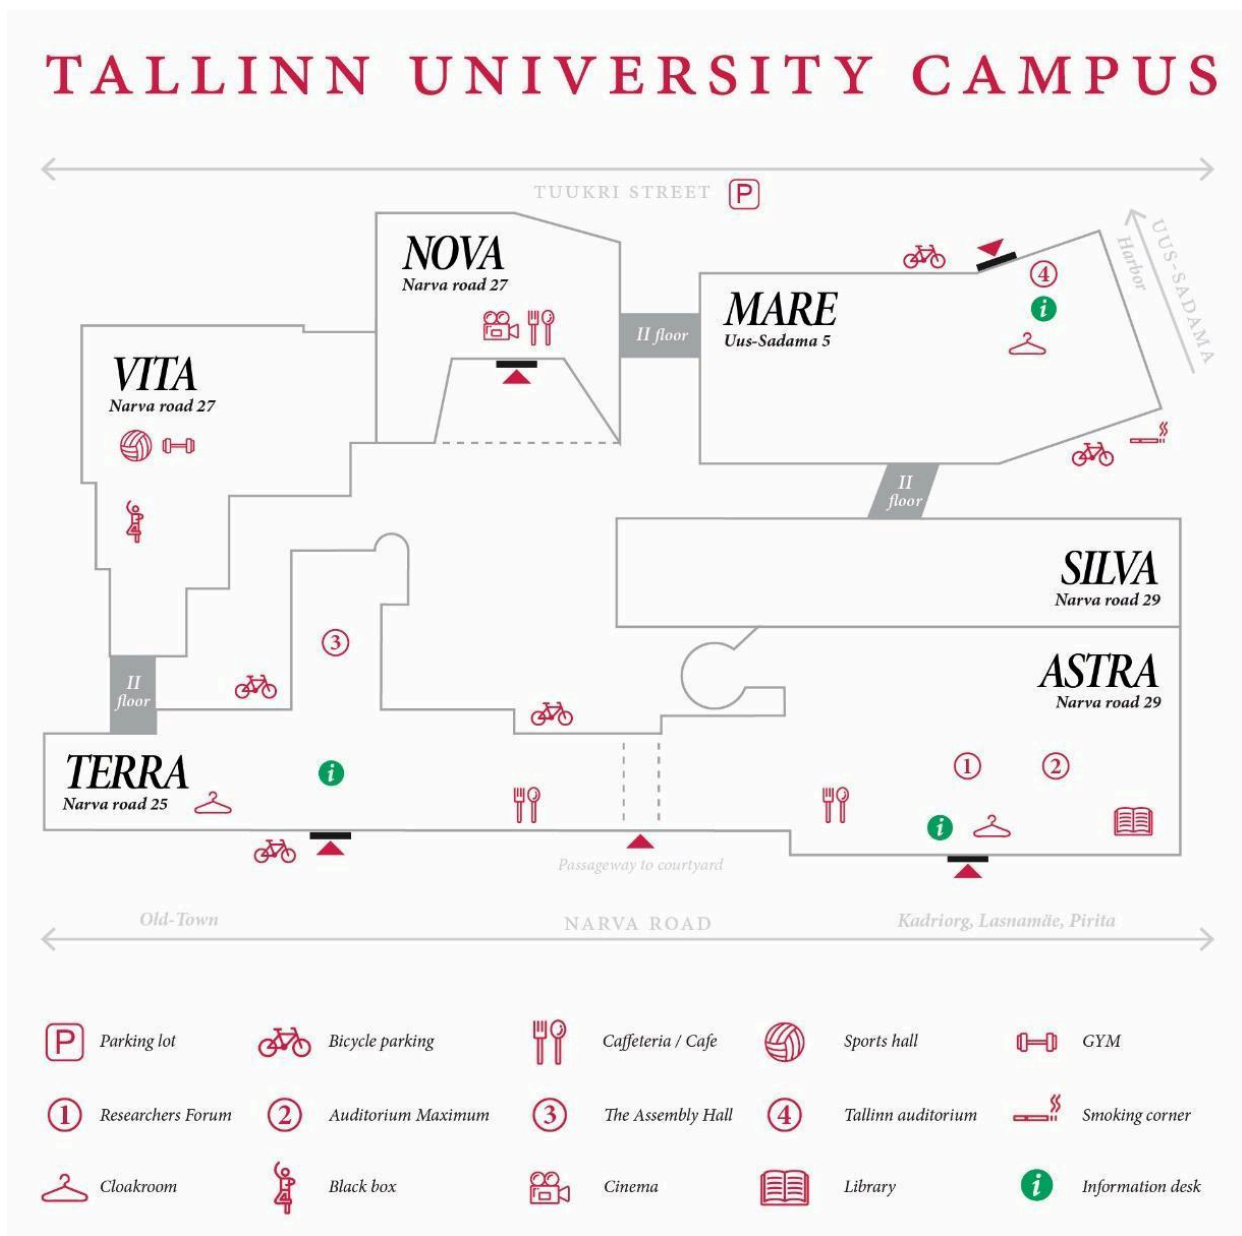 TALLINN UNIVERSITY CAMPUS
TUUKRI STREET
P
UUS-SADAMA
Harbor
NOVA
Narva road 27
II floor
MARE
Uus-Sadama 5
4
i
VITA
Narva road 27
II
floor
SILVA
Narva road 29
3
II
floor
ASTRA
Narva road 29
TERRA
Narva road 25
i
1
2
i
Passageway to courtyard
Old-Town
NARVA ROAD
Kadriorg, Lasnamäe, Pirita
P
Parking lot
Bicycle parking
Caffeteria / Cafe
Sports hall
GYM
1
Researchers Forum
2
Auditorium Maximum
3
The Assembly Hall
4
Tallinn auditorium
Smoking corner
Cloakroom
Black box
Cinema
Library
i
Information desk